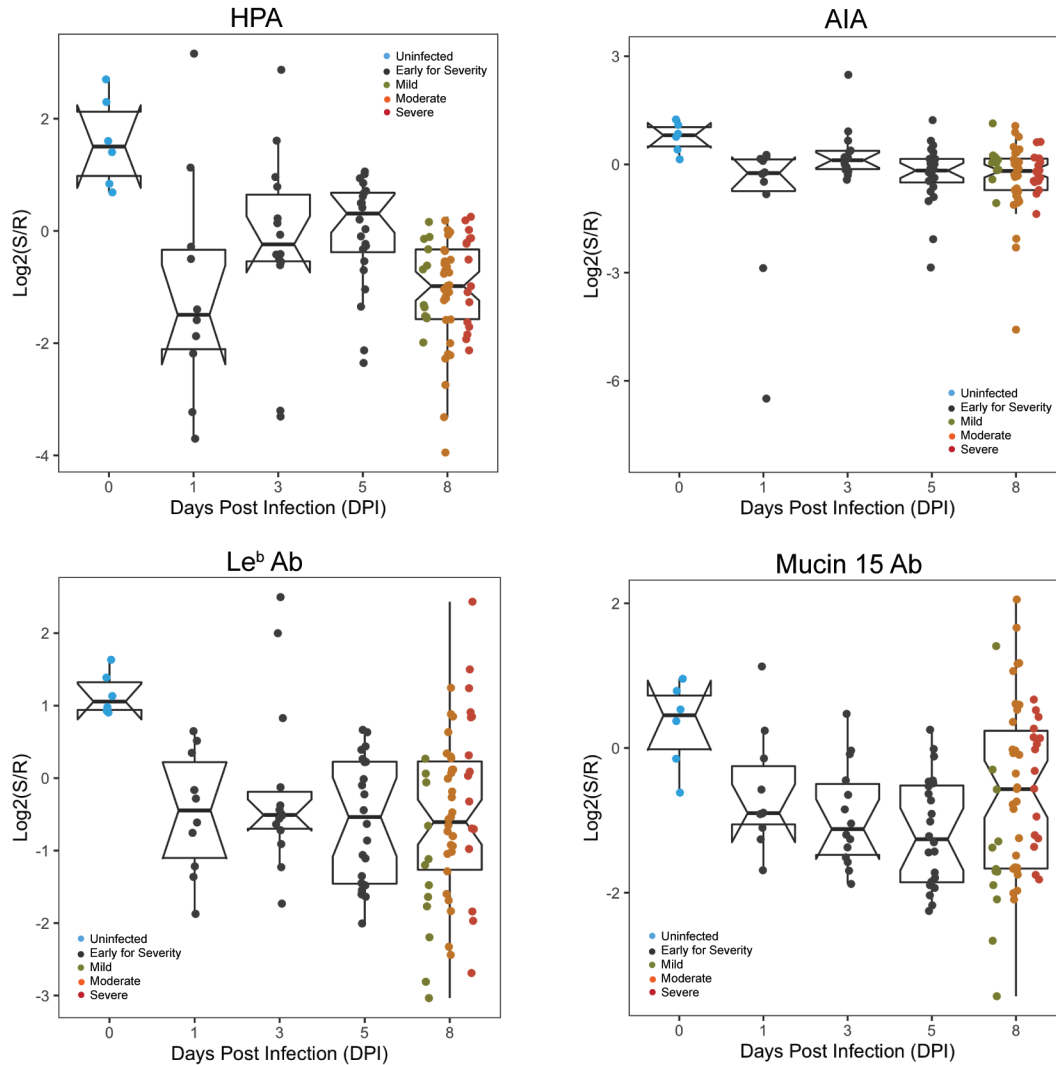 HPA
2
0
-2
-4
Log2(S/R)
Uninfected
Early for Severity
Mild
Moderate
Severe
0 1 3 5 8
Days Post Infection (DPI)
AIA
3
0
-3
-6
Log2(S/R)
Uninfected
Early for Severity
Mild
Moderate
Severe
0 1 3 5 8
Days Post Infection (DPI)
Leᵇ Ab
2
1
0
-1
-2
-3
Log2(S/R)
Uninfected
Early for Severity
Mild
Moderate
Severe
0 1 3 5 8
Days Post Infection (DPI)
Mucin 15 Ab
2
0
-2
Log2(S/R)
Uninfected
Early for Severity
Mild
Moderate
Severe
0 1 3 5 8
Days Post Infection (DPI)